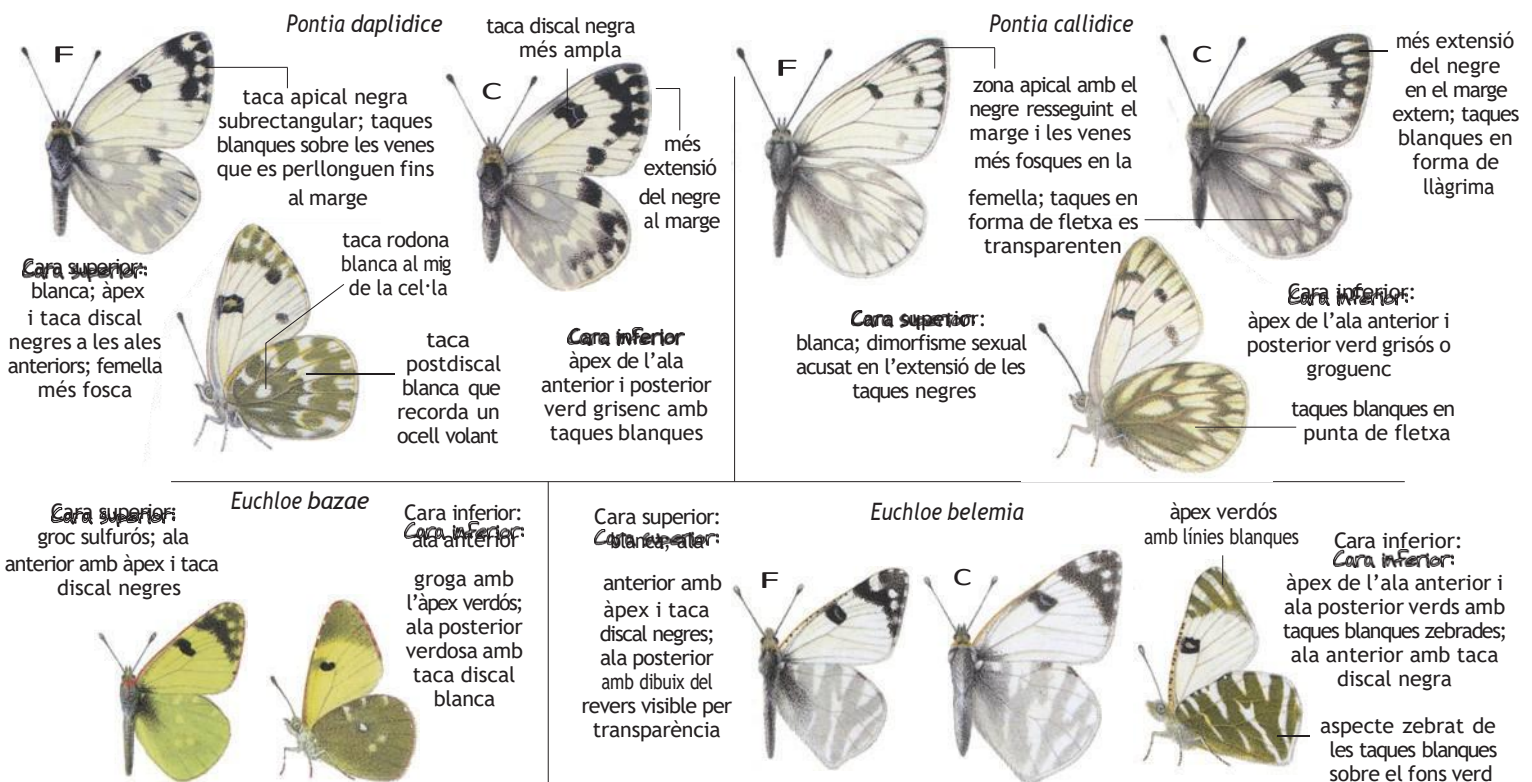 Pontia daplidice
F
taca apical negra
subrectangular; taques
blanques sobre les venes
que es perllonguen fins
al marge
taca discal negra
més ampla
C
més
extensió
del negre
al marge
Cara superior:
blanca; àpex
i taca discal
negres a les ales
anteriors; femella
més fosca
taca rodona
blanca al mig
de la cel·la
taca
postdiscal
blanca que
recorda un
ocell volant
Cara inferior
àpex de l’ala
anterior i posterior
verd grisenc amb
taques blanques
Pontia callidice
F
zona apical amb el
negre resseguint el
marge i les venes
més fosques en la
femella; taques en
forma de fletxa es
transparenten
C
més extensió
del negre
en el marge
extern; taques
blanques en
forma de
llàgrima
Cara superior:
blanca; dimorfisme sexual
acusat en l’extensió de les
taques negres
Cara inferior:
àpex de l’ala anterior i
posterior verd grisós o
groguenc
taques blanques en
punta de fletxa
Euchloe bazae
Cara superior:
Cara superior:
groc sulfurós; ala
anterior amb àpex i taca
discal negres
Cara inferior:
Cara inferior:
ala anterior
groga amb
l’àpex verdós;
ala posterior
verdosa amb
taca discal
blanca
Euchloe belemia
Cara superior:
Cara superior:
blanca; ala
anterior amb
àpex i taca
discal negres;
ala posterior
amb dibuix del
revers visible per
transparència
F
C
àpex verdós
amb línies blanques
Cara inferior:
Cara inferior:
àpex de l’ala anterior i
ala posterior verds amb
taques blanques zebrades;
ala anterior amb taca
discal negra
aspecte zebrat de
les taques blanques
sobre el fons verd